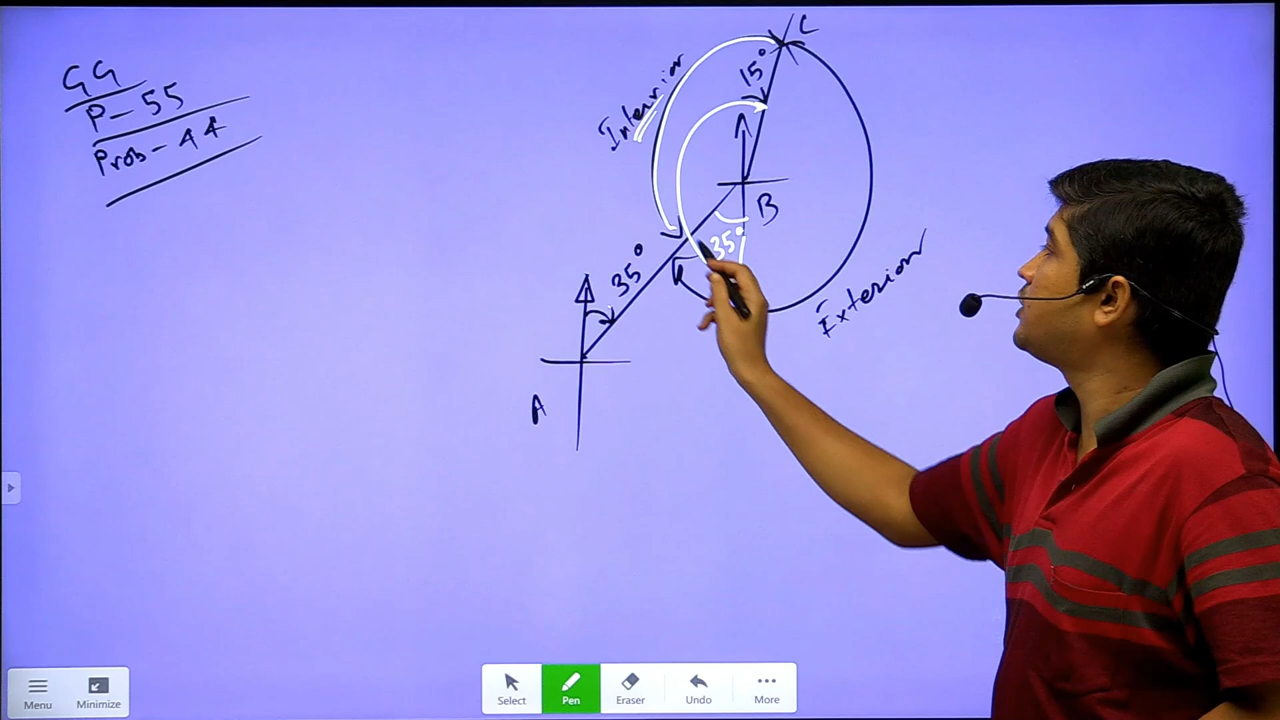 GG
P-55
Prob-44
C
15°
Interior
B
35°
35°
Exterior
A
Menu
Minimize
Select
Pen
Eraser
Undo
More